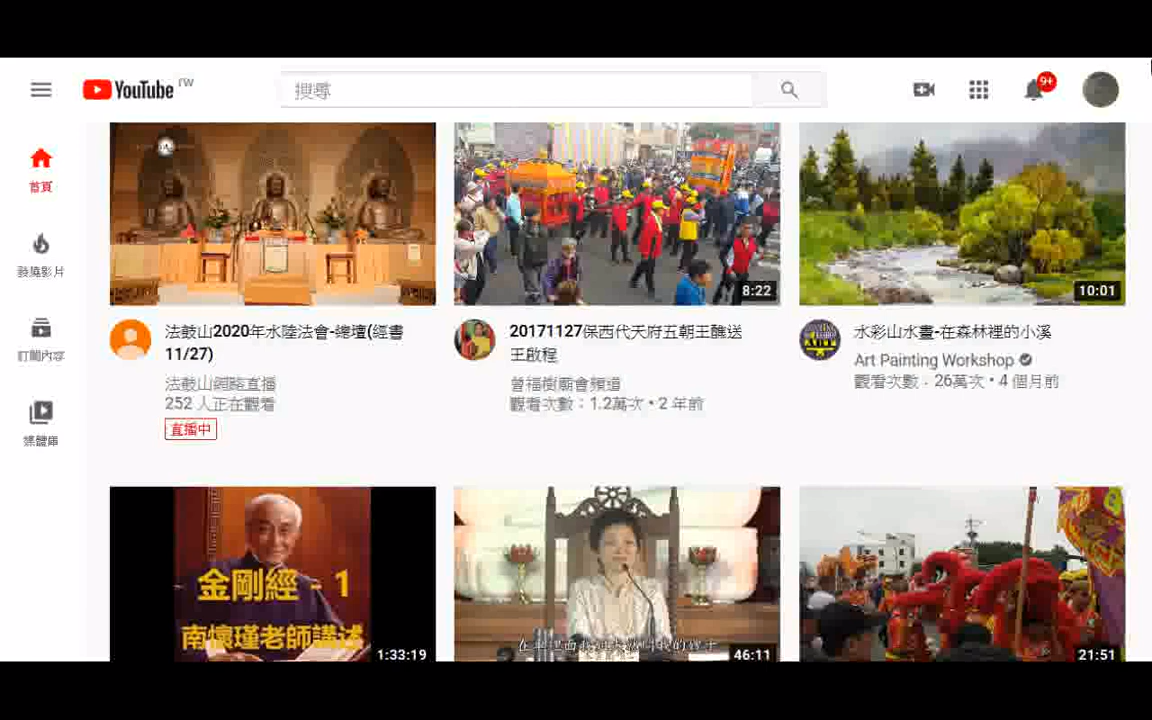 YouTube TW
搜尋
9+
首頁
發燒影片
訂閱內容
媒體庫
8:22
10:01
法鼓山2020年水陸法會-總壇(經書
11/27)
法鼓山網路直播
252 人正在觀看
直播中
20171127保西代天府五朝王醮送
王啟程
曾福樹廟會頻道
觀看次數：1.2萬次 • 2 年前
水彩山水畫-在森林裡的小溪
Art Painting Workshop
觀看次數：26萬次 • 4 個月前
金剛經 - 1
南懷瑾老師講述
1:33:19
46:11
21:51